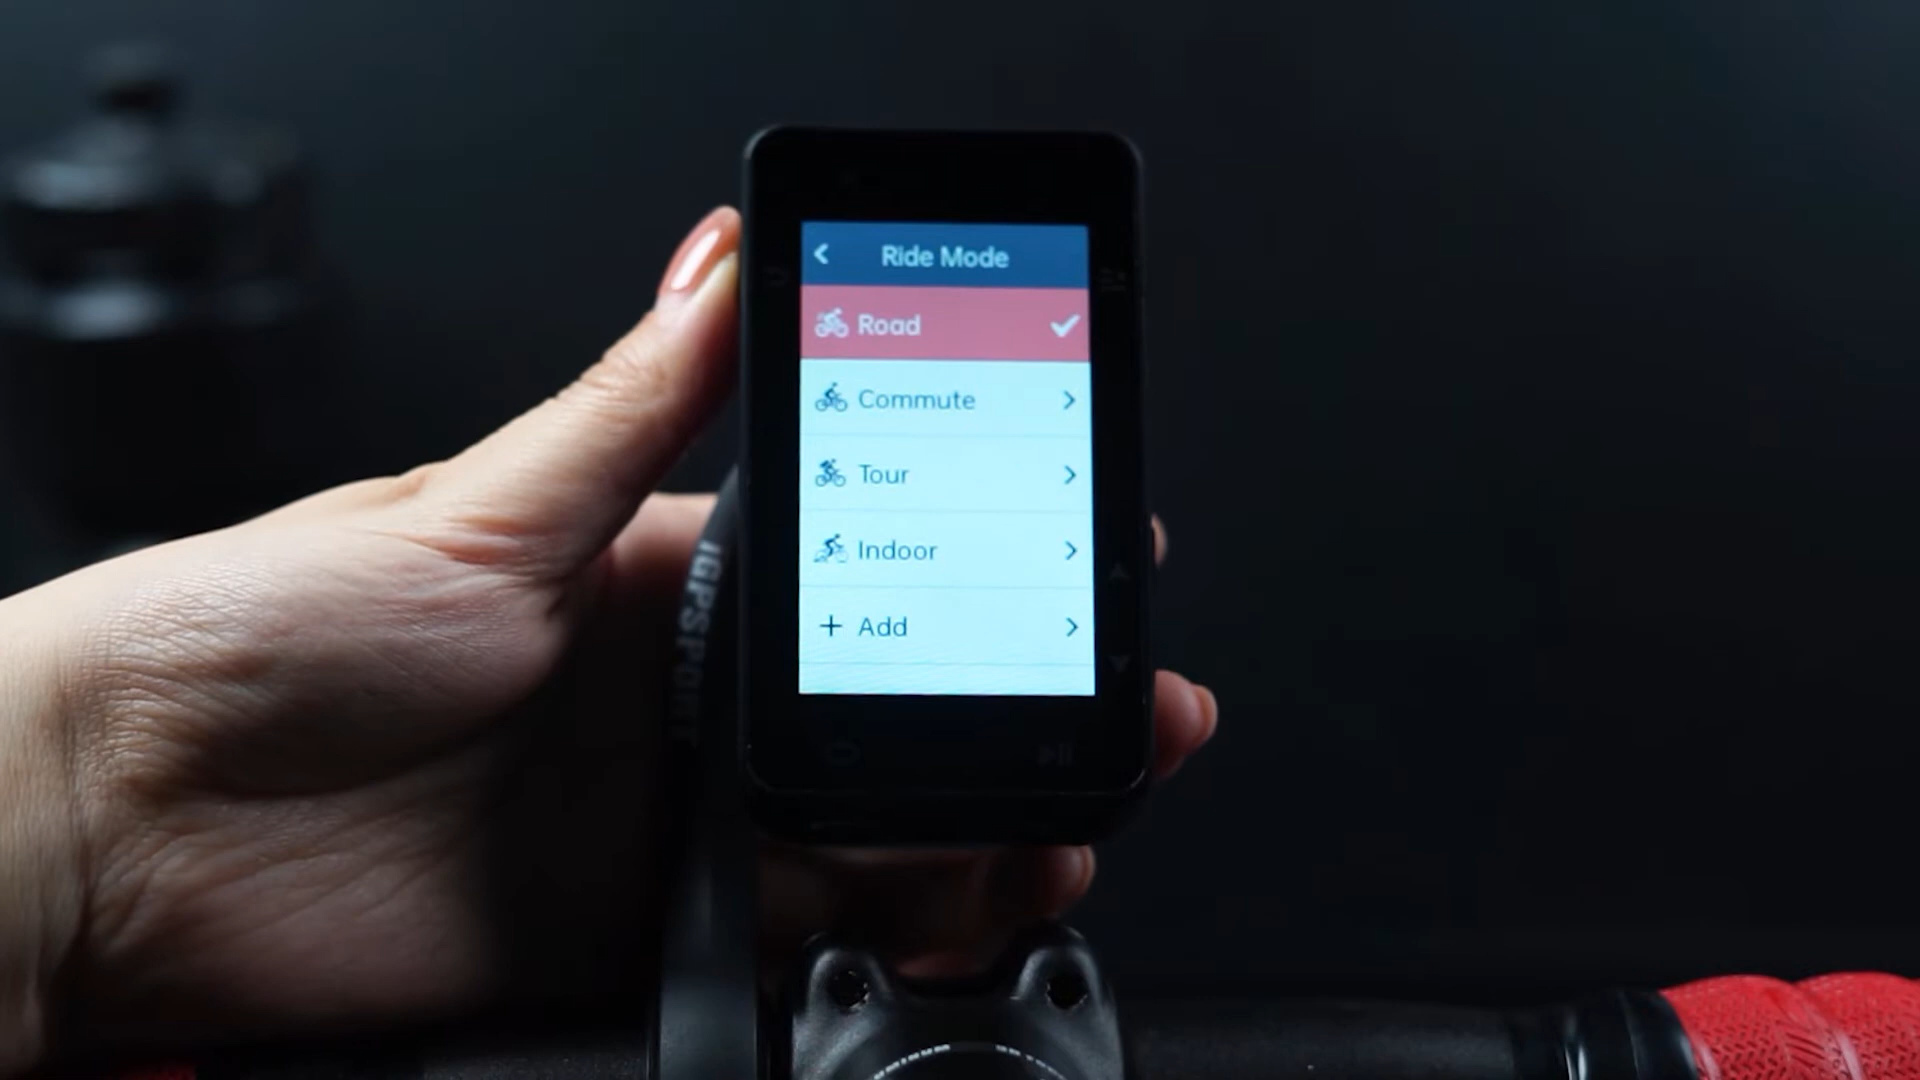 Ride Mode
Road
Commute
Tour
Indoor
Add
IGPSPORT